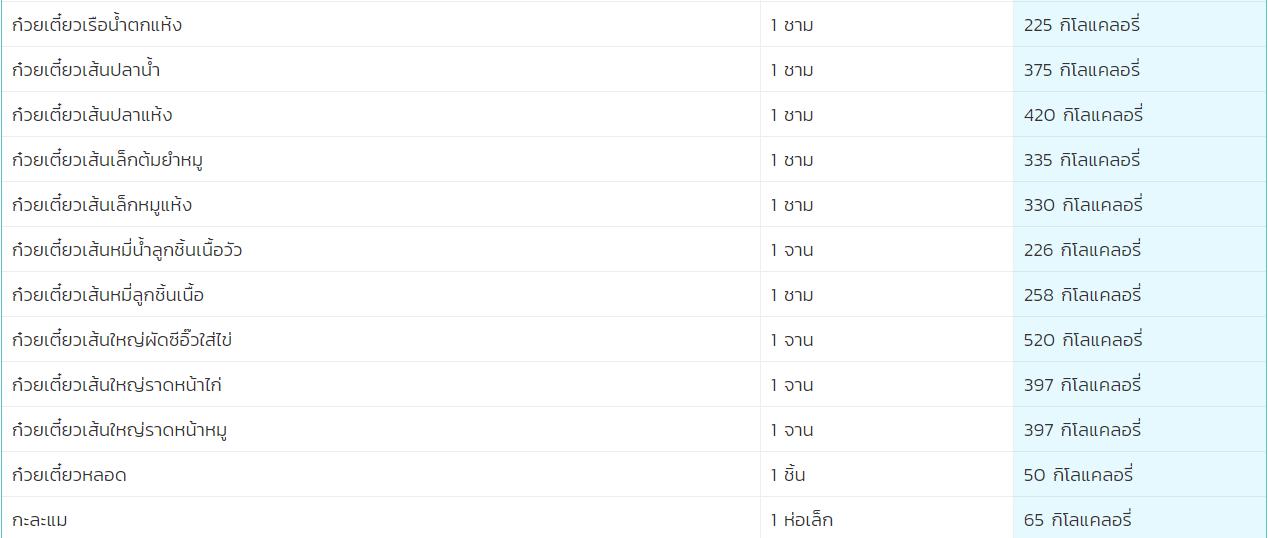 ก๋วยเตี๋ยวเรือน้ำตกแห้ง 1 ชาม 225 กิโลแคลอรี่
ก๋วยเตี๋ยวเส้นปลาน้ำ 1 ชาม 375 กิโลแคลอรี่
ก๋วยเตี๋ยวเส้นปลาแห้ง 1 ชาม 420 กิโลแคลอรี่
ก๋วยเตี๋ยวเส้นเล็กต้มยำหมู 1 ชาม 335 กิโลแคลอรี่
ก๋วยเตี๋ยวเส้นเล็กหมูแห้ง 1 ชาม 330 กิโลแคลอรี่
ก๋วยเตี๋ยวเส้นหมี่น้ำลูกชิ้นเนื้อวัว 1 จาน 226 กิโลแคลอรี่
ก๋วยเตี๋ยวเส้นหมี่ลูกชิ้นเนื้อ 1 ชาม 258 กิโลแคลอรี่
ก๋วยเตี๋ยวเส้นใหญ่ผัดซีอิ๊วใส่ไข่ 1 จาน 520 กิโลแคลอรี่
ก๋วยเตี๋ยวเส้นใหญ่ราดหน้าไก่ 1 จาน 397 กิโลแคลอรี่
ก๋วยเตี๋ยวเส้นใหญ่ราดหน้าหมู 1 จาน 397 กิโลแคลอรี่
ก๋วยเตี๋ยวหลอด 1 ชิ้น 50 กิโลแคลอรี่
กะละแม 1 ห่อเล็ก 65 กิโลแคลอรี่